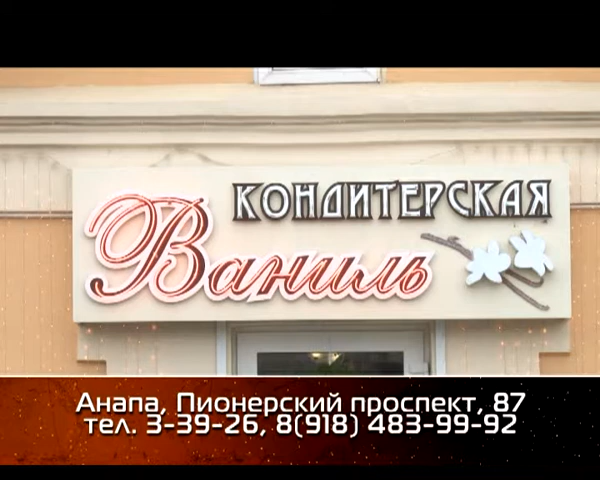 КОНДИТЕРСКАЯ
Ваниль
Анапа, Пионерский проспект, 87
тел. 3-39-26, 8(918) 483-99-92